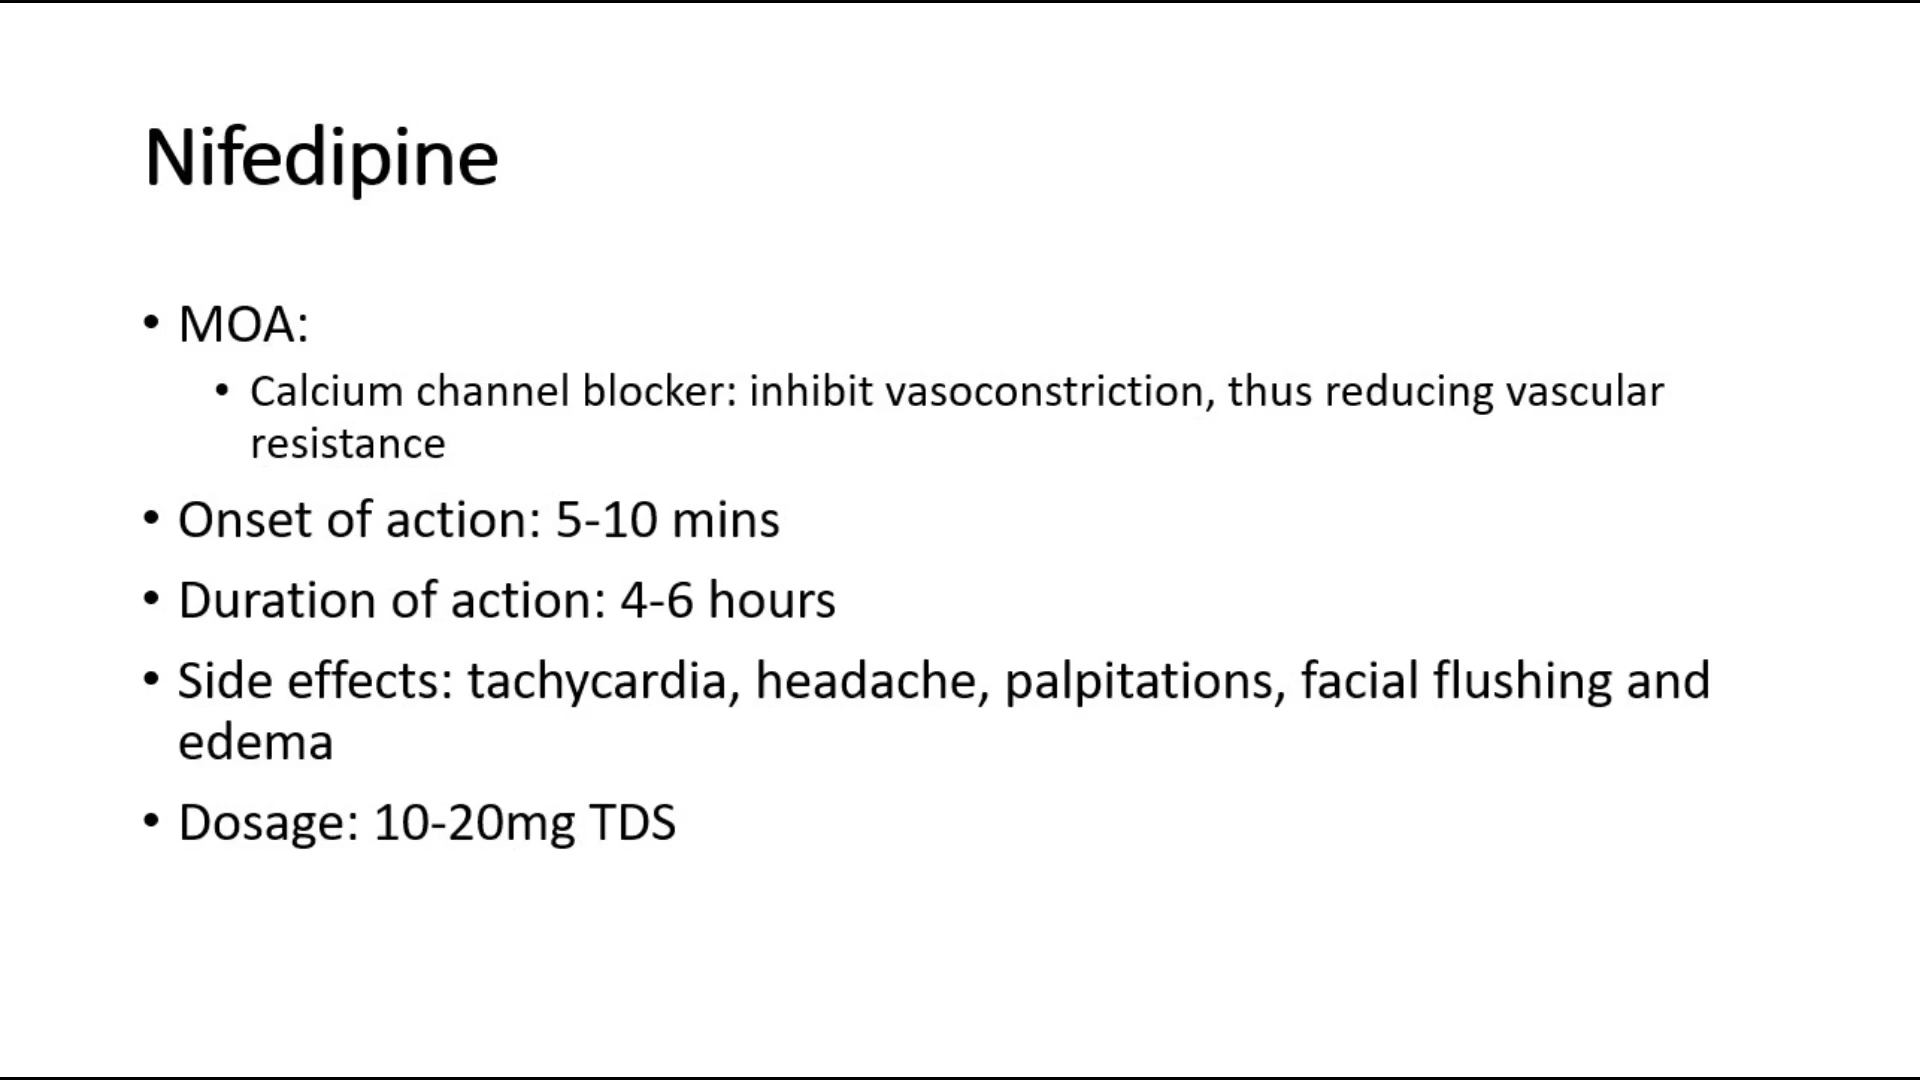 Nifedipine
• MOA:
• Calcium channel blocker: inhibit vasoconstriction, thus reducing vascular
resistance
• Onset of action: 5-10 mins
• Duration of action: 4-6 hours
• Side effects: tachycardia, headache, palpitations, facial flushing and
edema
• Dosage: 10-20mg TDS